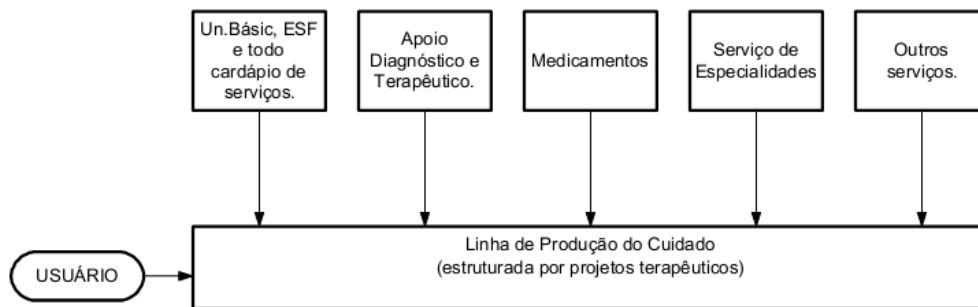 Un.Básic, ESF
e todo
cardápio de
serviços.
Apoio
Diagnóstico e
Terapêutico.
Medicamentos
Serviço de
Especialidades
Outros
serviços.
Linha de Produção do Cuidado
(estruturada por projetos terapêuticos)
USUÁRIO